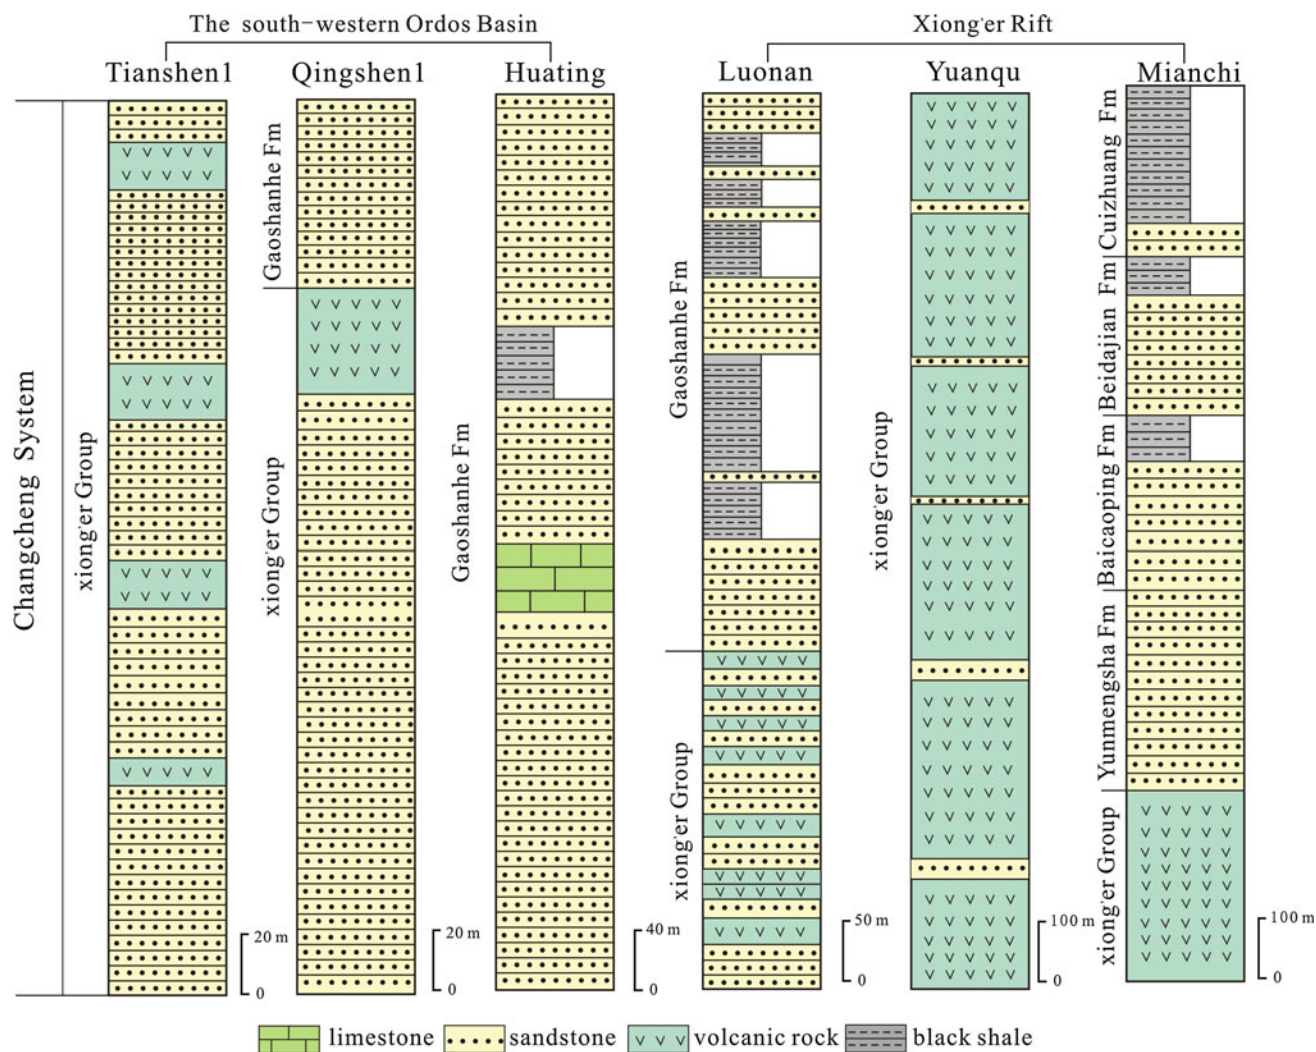 The south-western Ordos Basin
Xiong'er Rift
Tianshen1
Qingshen1
Huating
Luonan
Yuanqu
Mianchi
Changcheng System
xiong'er Group
Gaoshanhe Fm
xiong'er Group
Gaoshanhe Fm
Gaoshanhe Fm
xiong'er Group
xiong'er Group
Cuizhuang Fm
Beidajian Fm
Baicaoping Fm
Yunmengsha Fm
xiong'er Group
20 m
0
20 m
0
40 m
0
50 m
0
100 m
0
100 m
0
limestone
sandstone
volcanic rock
black shale